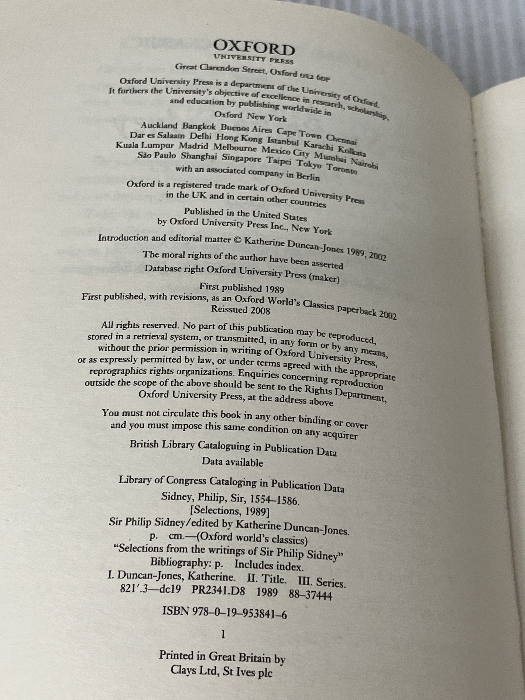 OXFORD
UNIVERSITY PRESS
Great Clarendon Street, Oxford OX2 6DP
Oxford University Press is a department of the University of Oxford.
It furthers the University's objective of excellence in research, scholarship,
and education by publishing worldwide in
Oxford New York
Auckland Bangkok Buenos Aires Cape Town Chennai
Dar es Salaam Delhi Hong Kong Istanbul Karachi Kolkata
Kuala Lumpur Madrid Melbourne Mexico City Mumbai Nairobi
São Paulo Shanghai Singapore Taipei Tokyo Toronto
with an associated company in Berlin
Oxford is a registered trade mark of Oxford University Press
in the UK and in certain other countries
Published in the United States
by Oxford University Press Inc., New York
Introduction and editorial matter © Katherine Duncan-Jones 1989, 2002
The moral rights of the author have been asserted
Database right Oxford University Press (maker)
First published 1989
First published, with revisions, as an Oxford World's Classics paperback 2002
Reissued 2008
All rights reserved. No part of this publication may be reproduced,
stored in a retrieval system, or transmitted, in any form or by any means,
without the prior permission in writing of Oxford University Press,
or as expressly permitted by law, or under terms agreed with the appropriate
reprographics rights organizations. Enquiries concerning reproduction
outside the scope of the above should be sent to the Rights Department,
Oxford University Press, at the address above
You must not circulate this book in any other binding or cover
and you must impose this same condition on any acquirer
British Library Cataloguing in Publication Data
Data available
Library of Congress Cataloging in Publication Data
Sidney, Philip, Sir, 1554–1586.
[Selections, 1989]
Sir Philip Sidney/edited by Katherine Duncan-Jones.
p. cm.—(Oxford world's classics)
"Selections from the writings of Sir Philip Sidney"
Bibliography: p. Includes index.
I. Duncan-Jones, Katherine. II. Title. III. Series.
821'.3—dc19 PR2341.D8 1989 88–37444
ISBN 978–0–19–953841–6
1
Printed in Great Britain by
Clays Ltd, St Ives plc